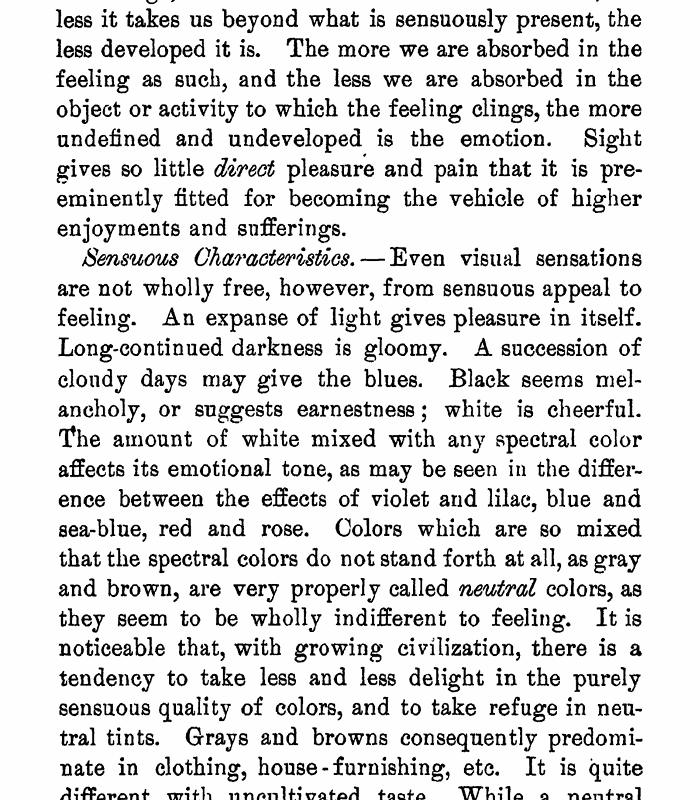 less it takes us beyond what is sensuously present, the
less developed it is. The more we are absorbed in the
feeling as such, and the less we are absorbed in the
object or activity to which the feeling clings, the more
undefined and undeveloped is the emotion. Sight
gives so little direct pleasure and pain that it is pre-
eminently fitted for becoming the vehicle of higher
enjoyments and sufferings.
Sensuous Characteristics. — Even visual sensations
are not wholly free, however, from sensuous appeal to
feeling. An expanse of light gives pleasure in itself.
Long-continued darkness is gloomy. A succession of
cloudy days may give the blues. Black seems mel-
ancholy, or suggests earnestness; white is cheerful.
The amount of white mixed with any spectral color
affects its emotional tone, as may be seen in the differ-
ence between the effects of violet and lilac, blue and
sea-blue, red and rose. Colors which are so mixed
that the spectral colors do not stand forth at all, as gray
and brown, are very properly called neutral colors, as
they seem to be wholly indifferent to feeling. It is
noticeable that, with growing civilization, there is a
tendency to take less and less delight in the purely
sensuous quality of colors, and to take refuge in neu-
tral tints. Grays and browns consequently predomi-
nate in clothing, house-furnishing, etc. It is quite
different with uncultivated taste. While a neutral